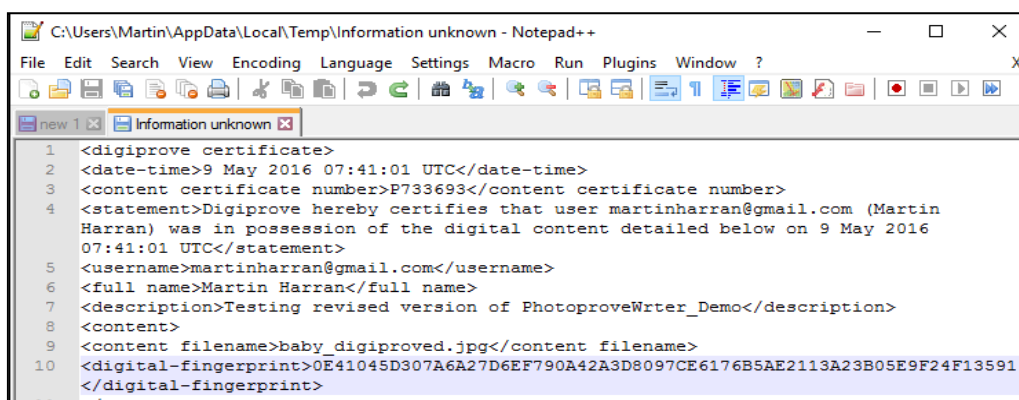 C:\Users\Martin\AppData\Local\Temp\Information unknown - Notepad++
File Edit Search View Encoding Language Settings Macro Run Plugins Window ? X
new 1 Information unknown
1 <digiprove certificate>
2 <date-time>9 May 2016 07:41:01 UTC</date-time>
3 <content certificate number>P733693</content certificate number>
4 <statement>Digiprove hereby certifies that user martinharran@gmail.com (Martin
Harran) was in possession of the digital content detailed below on 9 May 2016
07:41:01 UTC</statement>
5 <username>martinharran@gmail.com</username>
6 <full name>Martin Harran</full name>
7 <description>Testing revised version of PhotoproveWrter_Demo</description>
8 <content>
9 <content filename>baby_digiproved.jpg</content filename>
10 <digital-fingerprint>0E41045D307A6A27D6EF790A42A3D8097CE6176B5AE2113A23B05E9F24F13591
</digital-fingerprint>